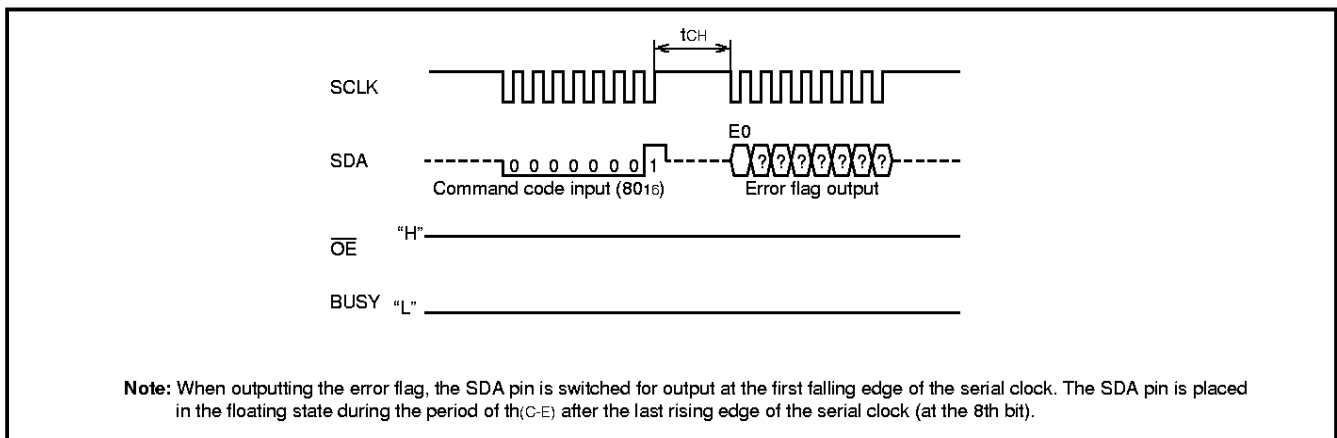 tCH
SCLK
E0
SDA
0 0 0 0 0 0 0 1
? ? ? ? ? ? ?
Command code input (8016)
Error flag output
OE
“H”
BUSY
“L”
Note: When outputting the error flag, the SDA pin is switched for output at the first falling edge of the serial clock. The SDA pin is placed
in the floating state during the period of th(C-E) after the last rising edge of the serial clock (at the 8th bit).